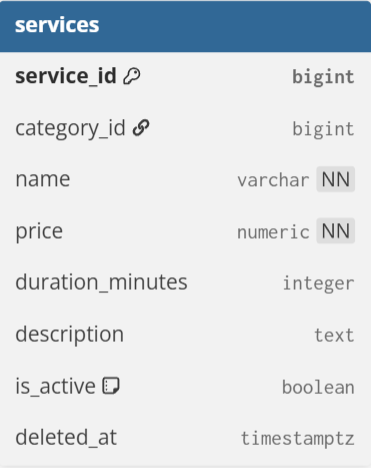 services
service_id bigint
category_id bigint
name varchar NN
price numeric NN
duration_minutes integer
description text
is_active boolean
deleted_at timestamptz